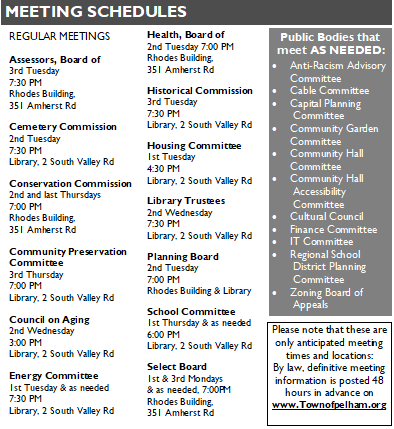 MEETING SCHEDULES
REGULAR MEETINGS
Assessors, Board of
3rd Tuesday
7:30 PM
Rhodes Building,
351 Amherst Rd
Cemetery Commission
2nd Tuesday
7:30 PM
Library, 2 South Valley Rd
Conservation Commission
2nd and last Thursdays
7:00 PM
Rhodes Building,
351 Amherst Rd
Community Preservation
Committee
3rd Thursday
7:00 PM
Library, 2 South Valley Rd
Council on Aging
2nd Wednesday
3:00 PM
Library, 2 South Valley Rd
Energy Committee
1st Tuesday & as needed
7:30 PM
Library, 2 South Valley Rd
Health, Board of
2nd Tuesday 7:00 PM
Rhodes Building,
351 Amherst Rd
Historical Commission
3rd Tuesday
7:30 PM
Library, 2 South Valley Rd
Housing Committee
1st Tuesday
4:30 PM
Library, 2 South Valley Rd
Library Trustees
2nd Wednesday
7:30 PM
Library, 2 South Valley Rd
Planning Board
2nd Tuesday
7:00 PM
Rhodes Building & Library
School Committee
1st Thursday & as needed
6:00 PM
Library, 2 South Valley Rd
Select Board
1st & 3rd Mondays
& as needed, 7:00PM
Rhodes Building,
351 Amherst Rd
Public Bodies that
meet AS NEEDED:
• Anti-Racism Advisory
Committee
• Cable Committee
• Capital Planning
Committee
• Community Garden
Committee
• Community Hall
Committee
• Community Hall
Accessibility
Committee
• Cultural Council
• Finance Committee
• IT Committee
• Regional School
District Planning
Committee
• Zoning Board of
Appeals
Please note that these are
only anticipated meeting
times and locations:
By law, definitive meeting
information is posted 48
hours in advance on
www.Townofpelham.org